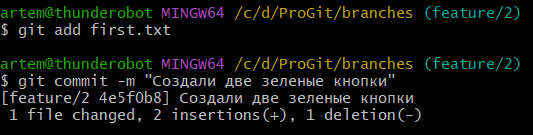 artem@thunderobot MINGW64 /c/d/ProGit/branches (feature/2)
$ git add first.txt
artem@thunderobot MINGW64 /c/d/ProGit/branches (feature/2)
$ git commit -m "Создали две зеленые кнопки"
[feature/2 4e5f0b8] Создали две зеленые кнопки
 1 file changed, 2 insertions(+), 1 deletion(-)